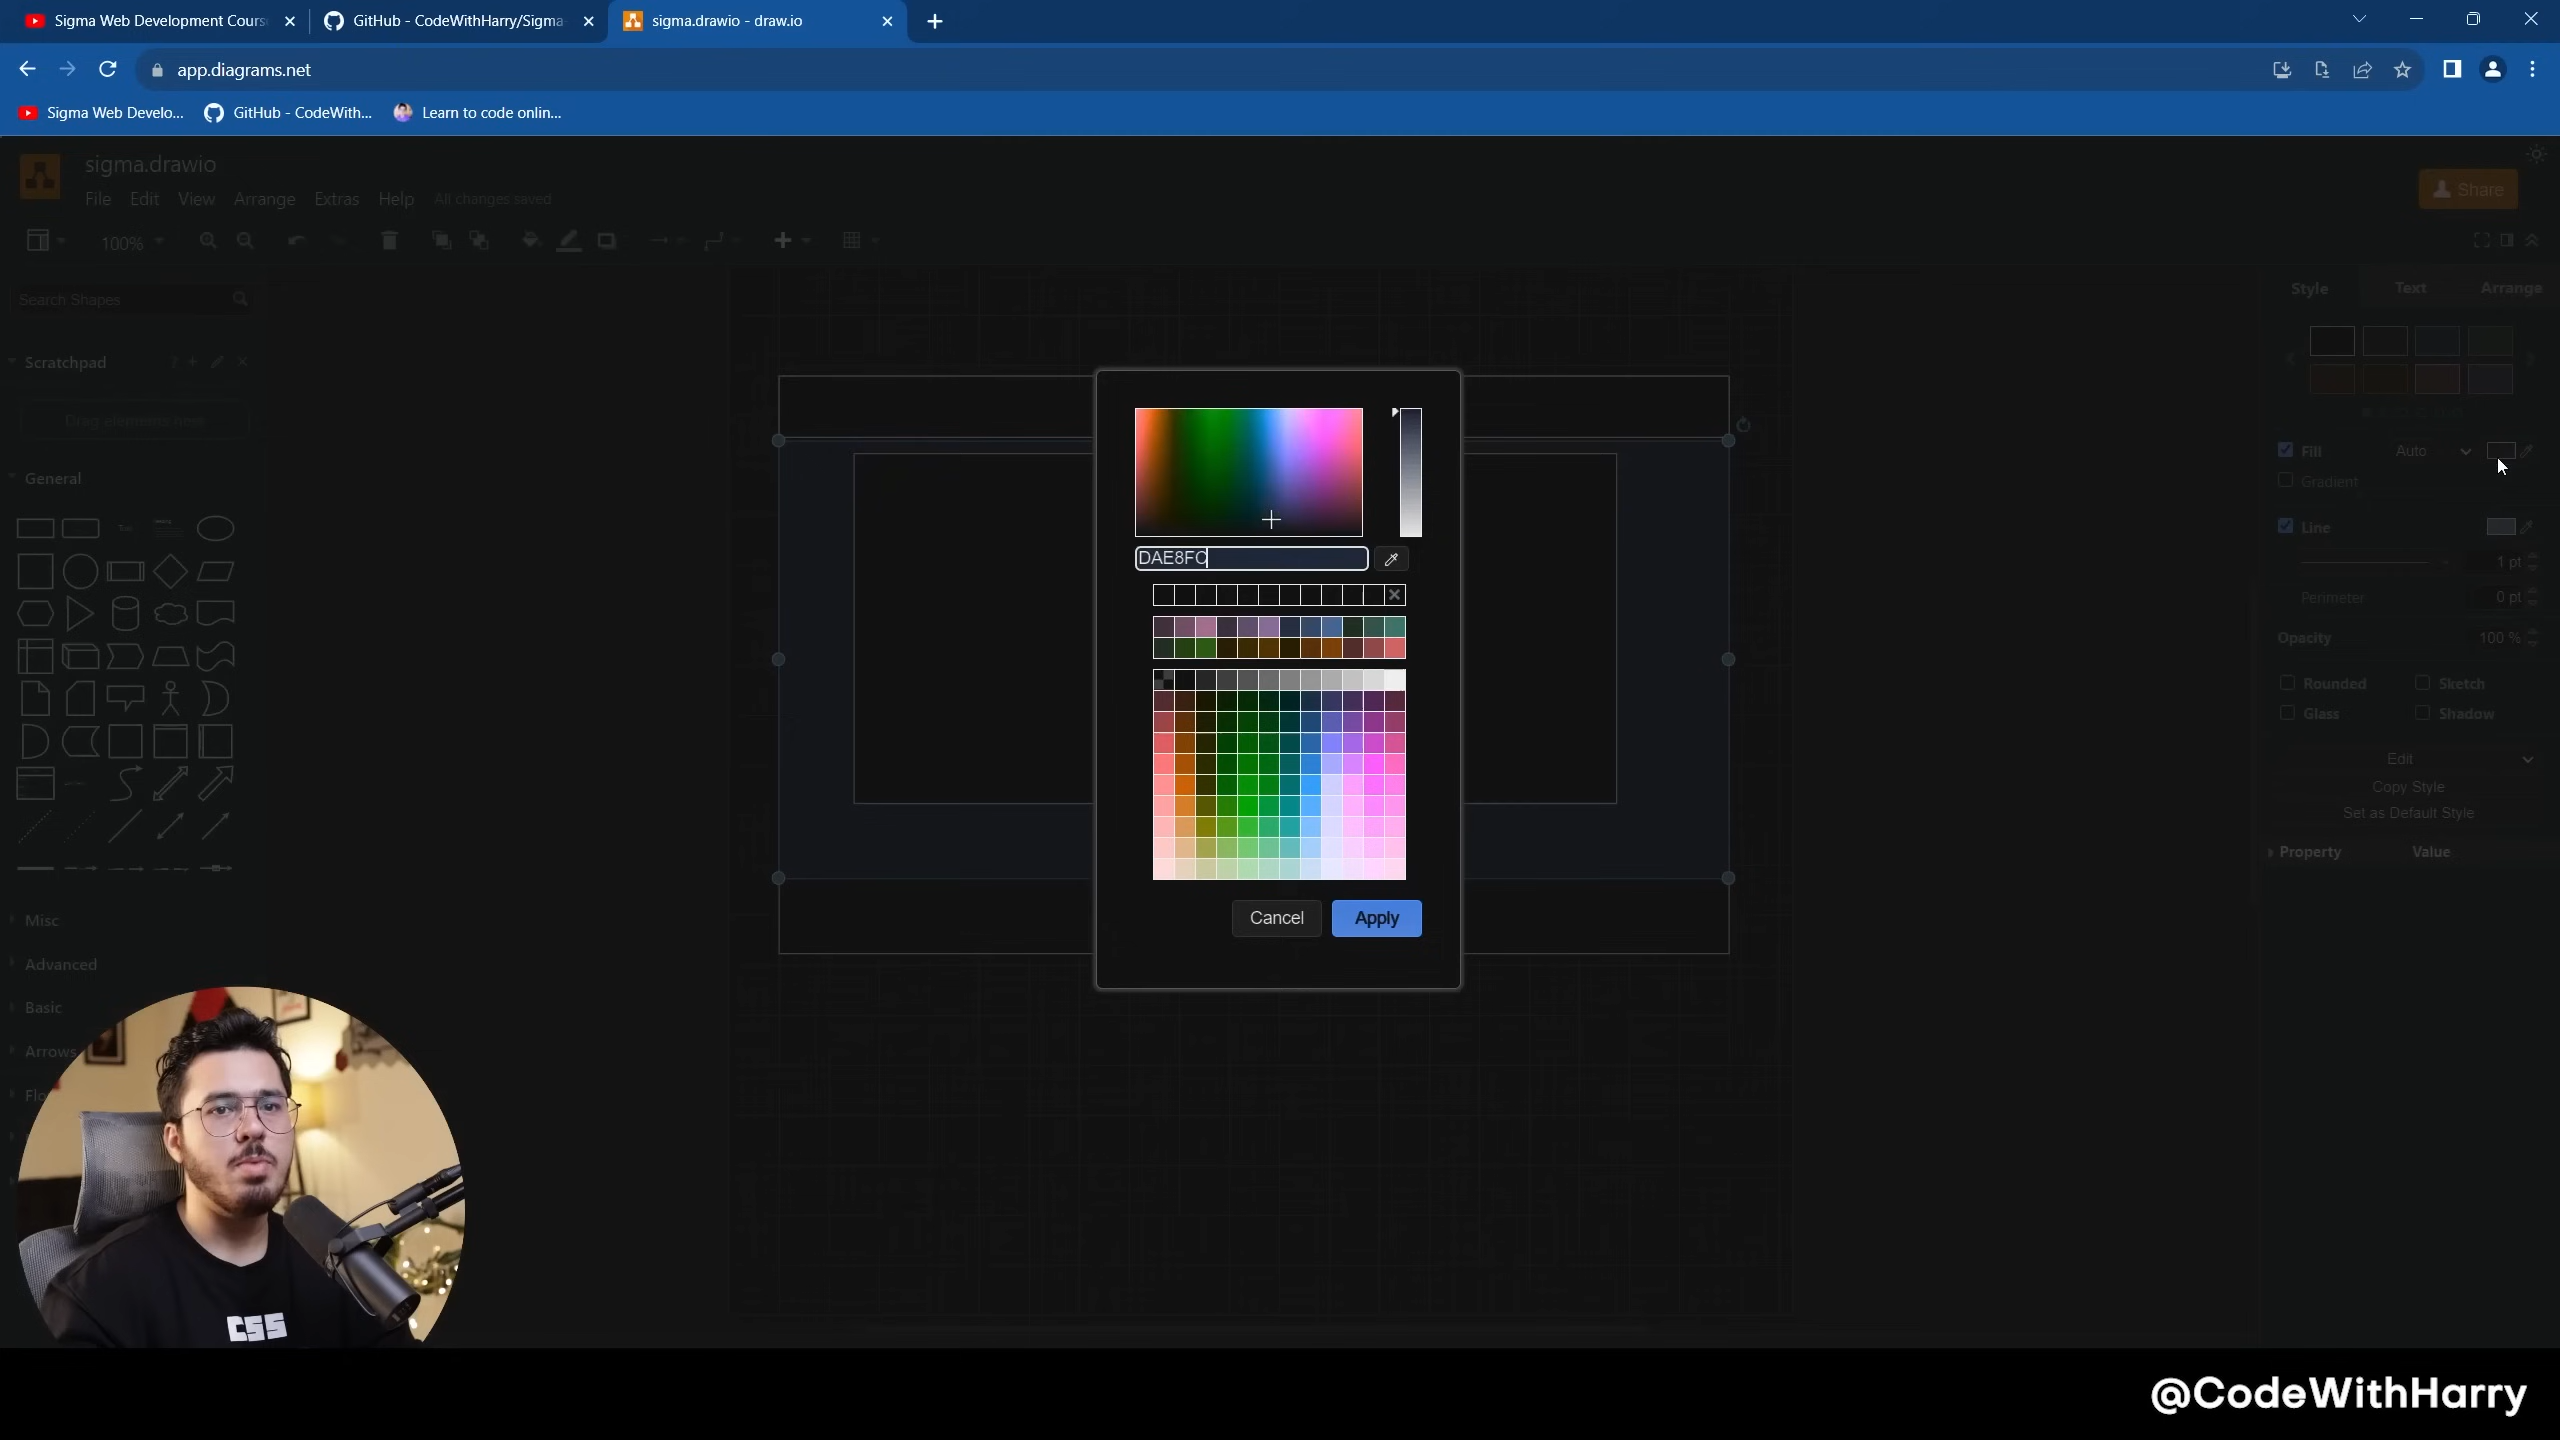 Sigma Web Development Cours
GitHub - CodeWithHarry/Sigma-
sigma.drawio - draw.io
app.diagrams.net
Sigma Web Develo...
GitHub - CodeWith...
Learn to code onlin...
sigma.drawio
File Edit View Arrange Extras Help All changes saved
Share
100%
Search Shapes
Style Text Arrange
Scratchpad
?
Drag elements here
General
Text
Fill Auto
Gradient
Line
1 pt
Perimeter 0 pt
Opacity 100 %
Rounded Sketch
Glass Shadow
Edit
Copy Style
Set as Default Style
Property Value
DAE8FC
Cancel Apply
Misc
Advanced
Basic
Arrows
Flo
CSS
@CodeWithHarry